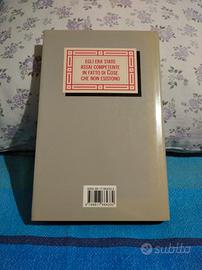 EGLI ERA STATO
ASSAI COMPETENTE
IN FATTO DI COSE
CHE NON ESISTONO
subito